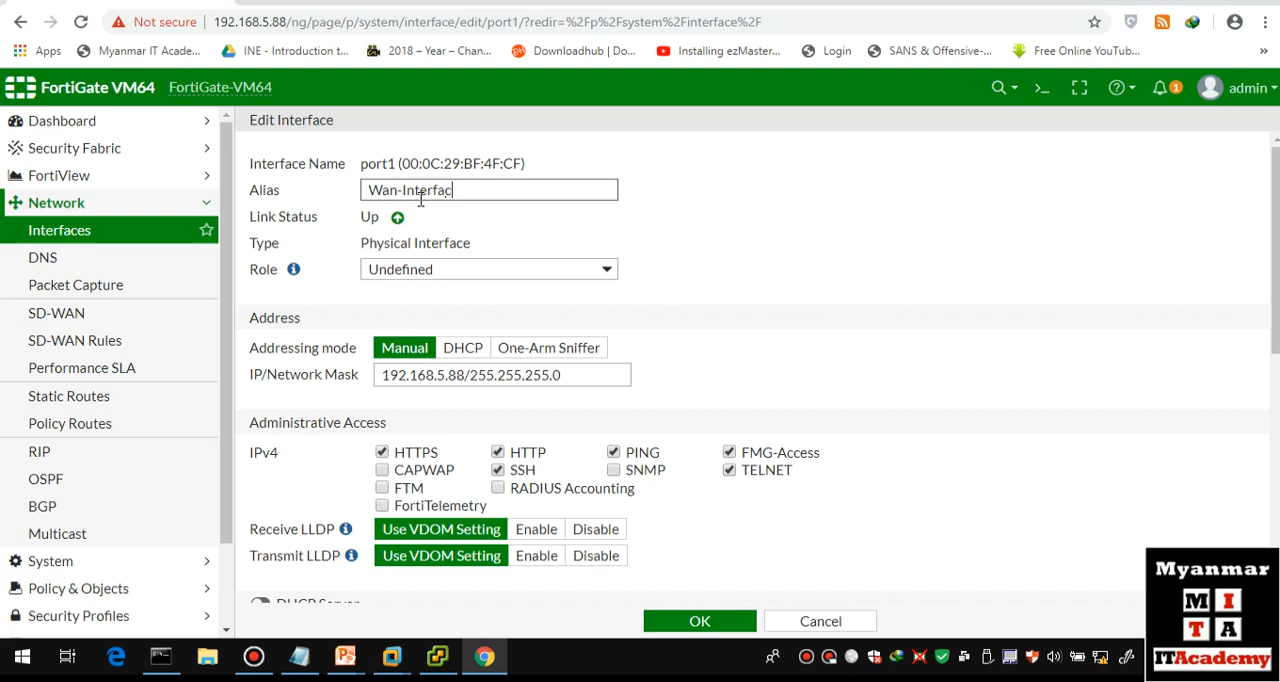 Not secure 192.168.5.88/ng/page/p/system/interface/edit/port1/?redir=%2Fp%2Fsystem%2Finterface%2F
Apps Myanmar IT Acade... INE - Introduction t... 2018 – Year – Chan... Downloadhub | Do... Installing ezMaster... Login SANS & Offensive-... Free Online YouTub... »
FortiGate VM64 FortiGate-VM64 1 admin
Dashboard
Security Fabric
FortiView
Network
Interfaces
DNS
Packet Capture
SD-WAN
SD-WAN Rules
Performance SLA
Static Routes
Policy Routes
RIP
OSPF
BGP
Multicast
System
Policy & Objects
Security Profiles
Edit Interface
Interface Name port1 (00:0C:29:BF:4F:CF)
Alias Wan-Interfac
Link Status Up
Type Physical Interface
Role Undefined
Address
Addressing mode Manual DHCP One-Arm Sniffer
IP/Network Mask 192.168.5.88/255.255.255.0
Administrative Access
IPv4 HTTPS HTTP PING FMG-Access
CAPWAP SSH SNMP TELNET
FTM RADIUS Accounting
FortiTelemetry
Receive LLDP Use VDOM Setting Enable Disable
Transmit LLDP Use VDOM Setting Enable Disable
DHCP Server
OK Cancel
Myanmar
M I
T A
ITAcademy